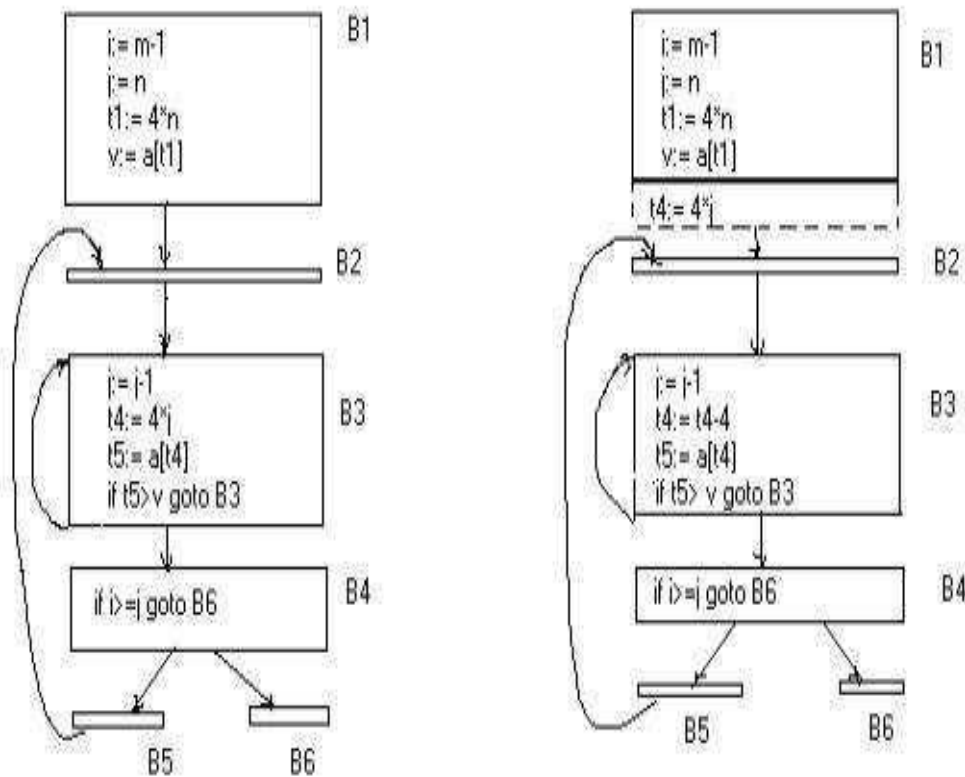 B1
i:= m-1
j:= n
t1:= 4*n
v:= a[t1]
B2
j:= j-1
t4:= 4*j
t5:= a[t4]
if t5>v goto B3
B3
if i>=j goto B6
B4
B5
B6
B1
i:= m-1
j:= n
t1:= 4*n
v:= a[t1]
t4:= 4*j
B2
j:= j-1
t4:= t4-4
t5:= a[t4]
if t5> v goto B3
B3
if i>=j goto B6
B4
B5
B6